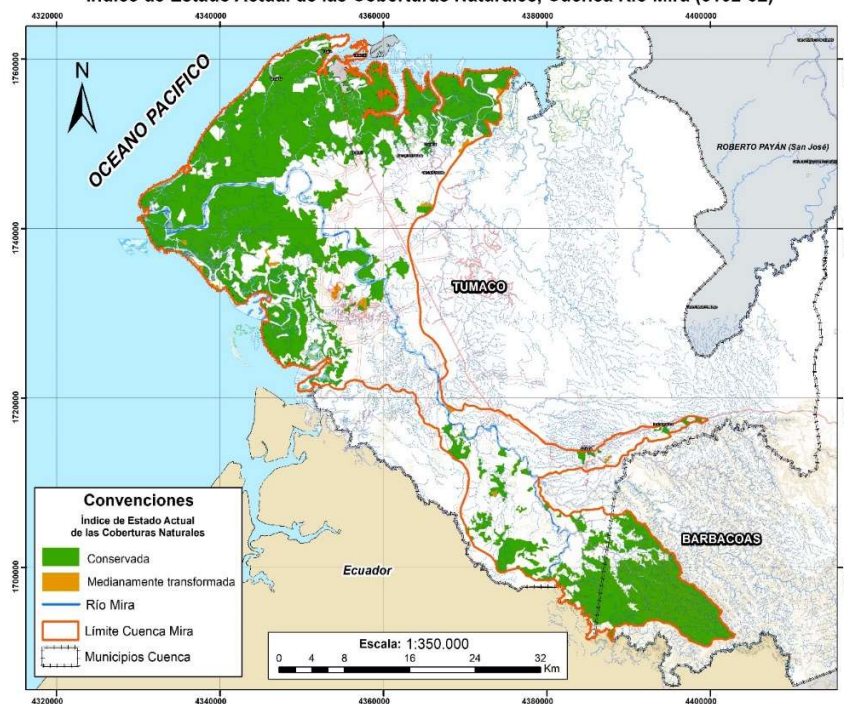 Índice de Estado Actual de las Coberturas Naturales, Cuenca Río Mira (5152-02)
4320000 4340000 4360000 4380000 4400000
1760000
1740000
1720000
1700000
N
OCEANO PACIFICO
ROBERTO PAYÁN (San José)
TUMACO
BARBACOAS
Ecuador
Convenciones
Índice de Estado Actual
de las Coberturas Naturales
Conservada
Medianamente transformada
Río Mira
Límite Cuenca Mira
Municipios Cuenca
Escala: 1:350.000
0 4 8 16 24 32
Km
4320000 4340000 4360000 4380000 4400000